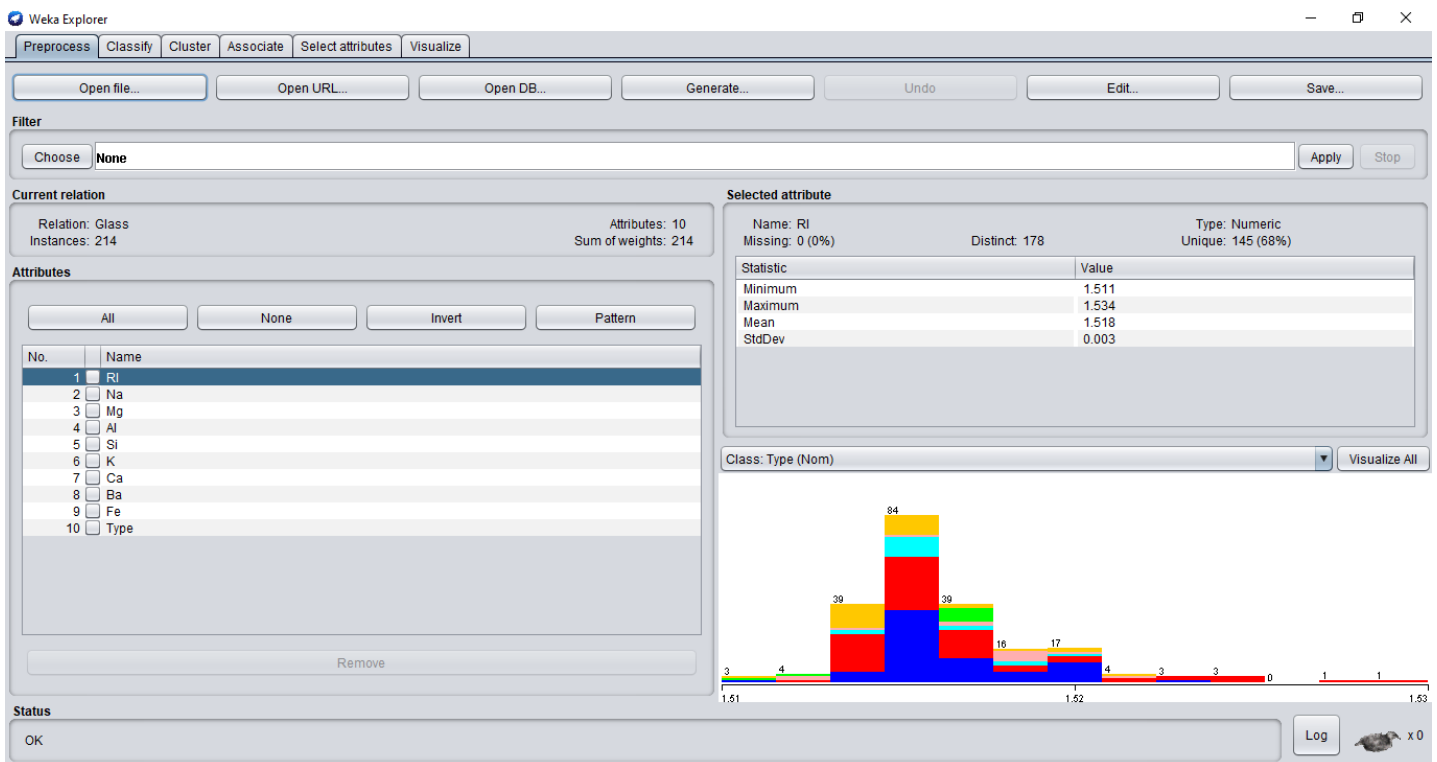 Weka Explorer
Preprocess Classify Cluster Associate Select attributes Visualize
Open file... Open URL... Open DB... Generate... Undo Edit... Save...
Filter
Choose None Apply Stop
Current relation
Relation: Glass Attributes: 10
Instances: 214 Sum of weights: 214
Attributes
All None Invert Pattern
No. Name
1 RI
2 Na
3 Mg
4 Al
5 Si
6 K
7 Ca
8 Ba
9 Fe
10 Type
Remove
Selected attribute
Name: RI Type: Numeric
Missing: 0 (0%) Distinct: 178 Unique: 145 (68%)
Statistic Value
Minimum 1.511
Maximum 1.534
Mean 1.518
StdDev 0.003
Class: Type (Nom) Visualize All
3 4 39 84 39 16 17 4 3 3 0 1 1
1.51 1.52 1.53
Status
OK Log x 0